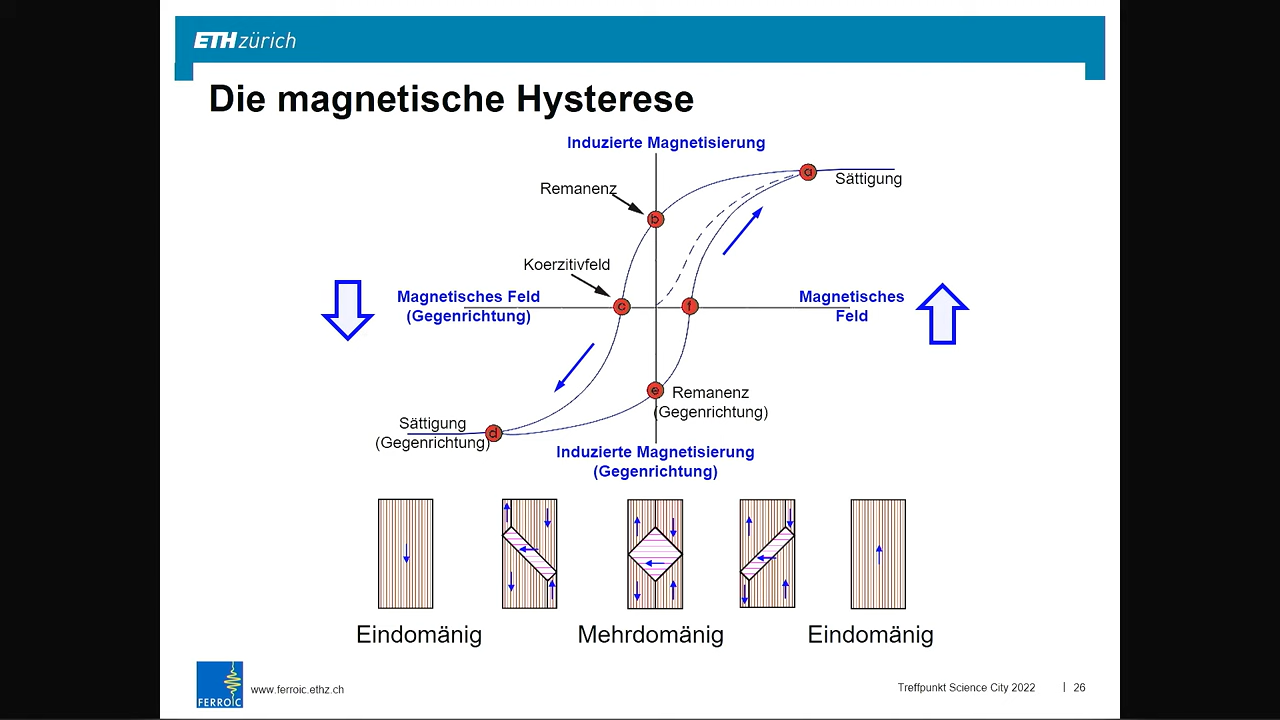 ETH zürich
Die magnetische Hysterese
Induzierte Magnetisierung
Remanenz
a
Sättigung
b
Koerzitivfeld
Magnetisches Feld
(Gegenrichtung)
c
f
Magnetisches
Feld
e
Remanenz
(Gegenrichtung)
Sättigung
(Gegenrichtung)
d
Induzierte Magnetisierung
(Gegenrichtung)
Eindomänig
Mehrdomänig
Eindomänig
FERROIC
www.ferroic.ethz.ch
Treffpunkt Science City 2022
| 26